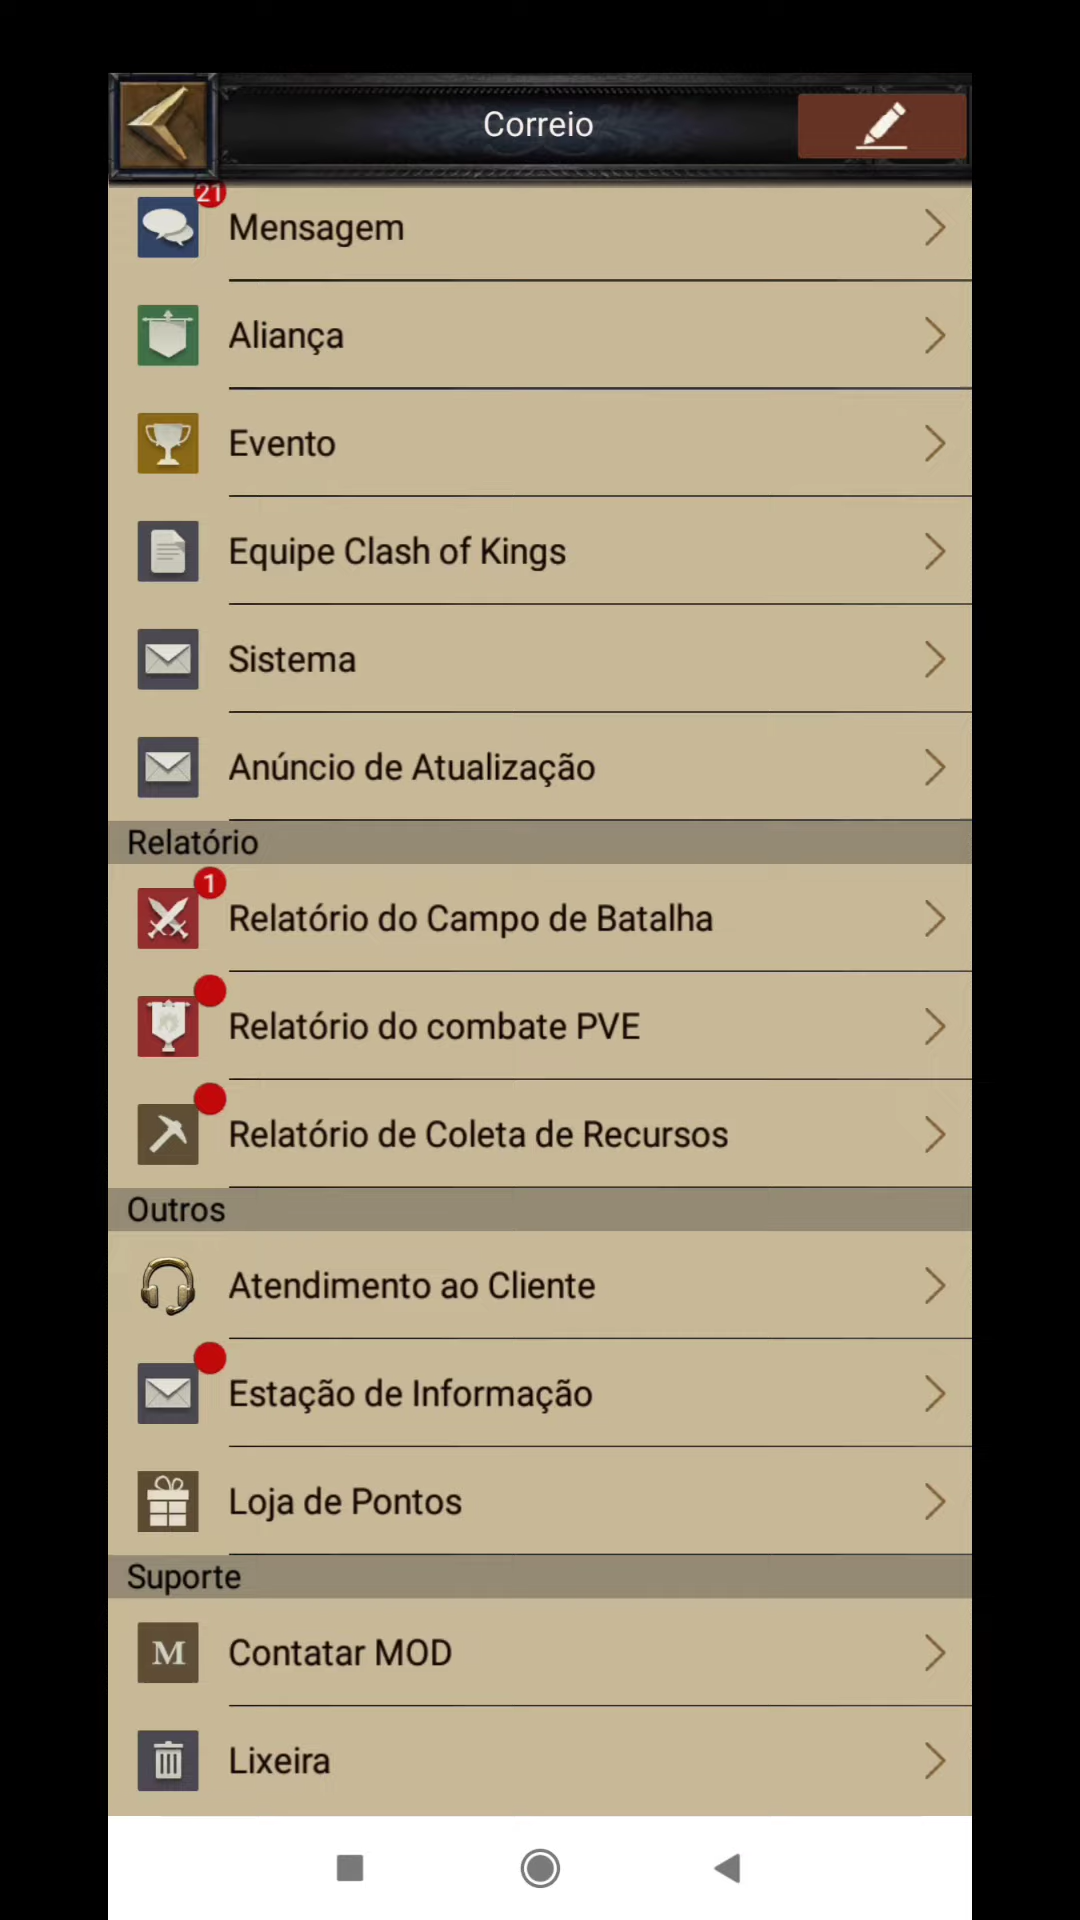 Correio
21
Mensagem
Aliança
Evento
Equipe Clash of Kings
Sistema
Anúncio de Atualização
Relatório
1
Relatório do Campo de Batalha
Relatório do combate PVE
Relatório de Coleta de Recursos
Outros
Atendimento ao Cliente
Estação de Informação
Loja de Pontos
Suporte
M
Contatar MOD
Lixeira